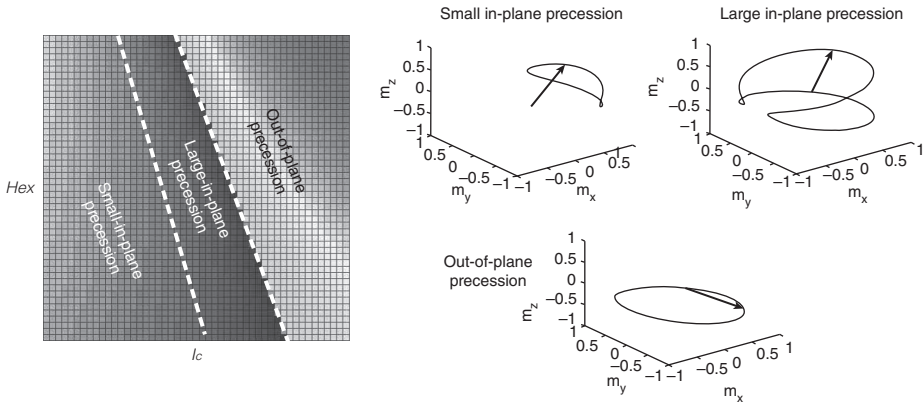 Hex
Small-in-plane
precession
Large-in-plane
precession
Out-of-plane
precession
Ic
Small in-plane precession
1
0.5
0
−0.5
−1
mz
0.5
0
−0.5
−1
my
−1
−0.5
0
0.5
1
mx
Large in-plane precession
1
0.5
0
−0.5
−1
mz
0.5
0
−0.5
−1
my
−1
−0.5
0
0.5
1
mx
Out-of-plane
precession
1
0.5
0
−0.5
−1
mz
1
0.5
0
−0.5
−1
my
−1
−0.5
0
0.5
1
mx